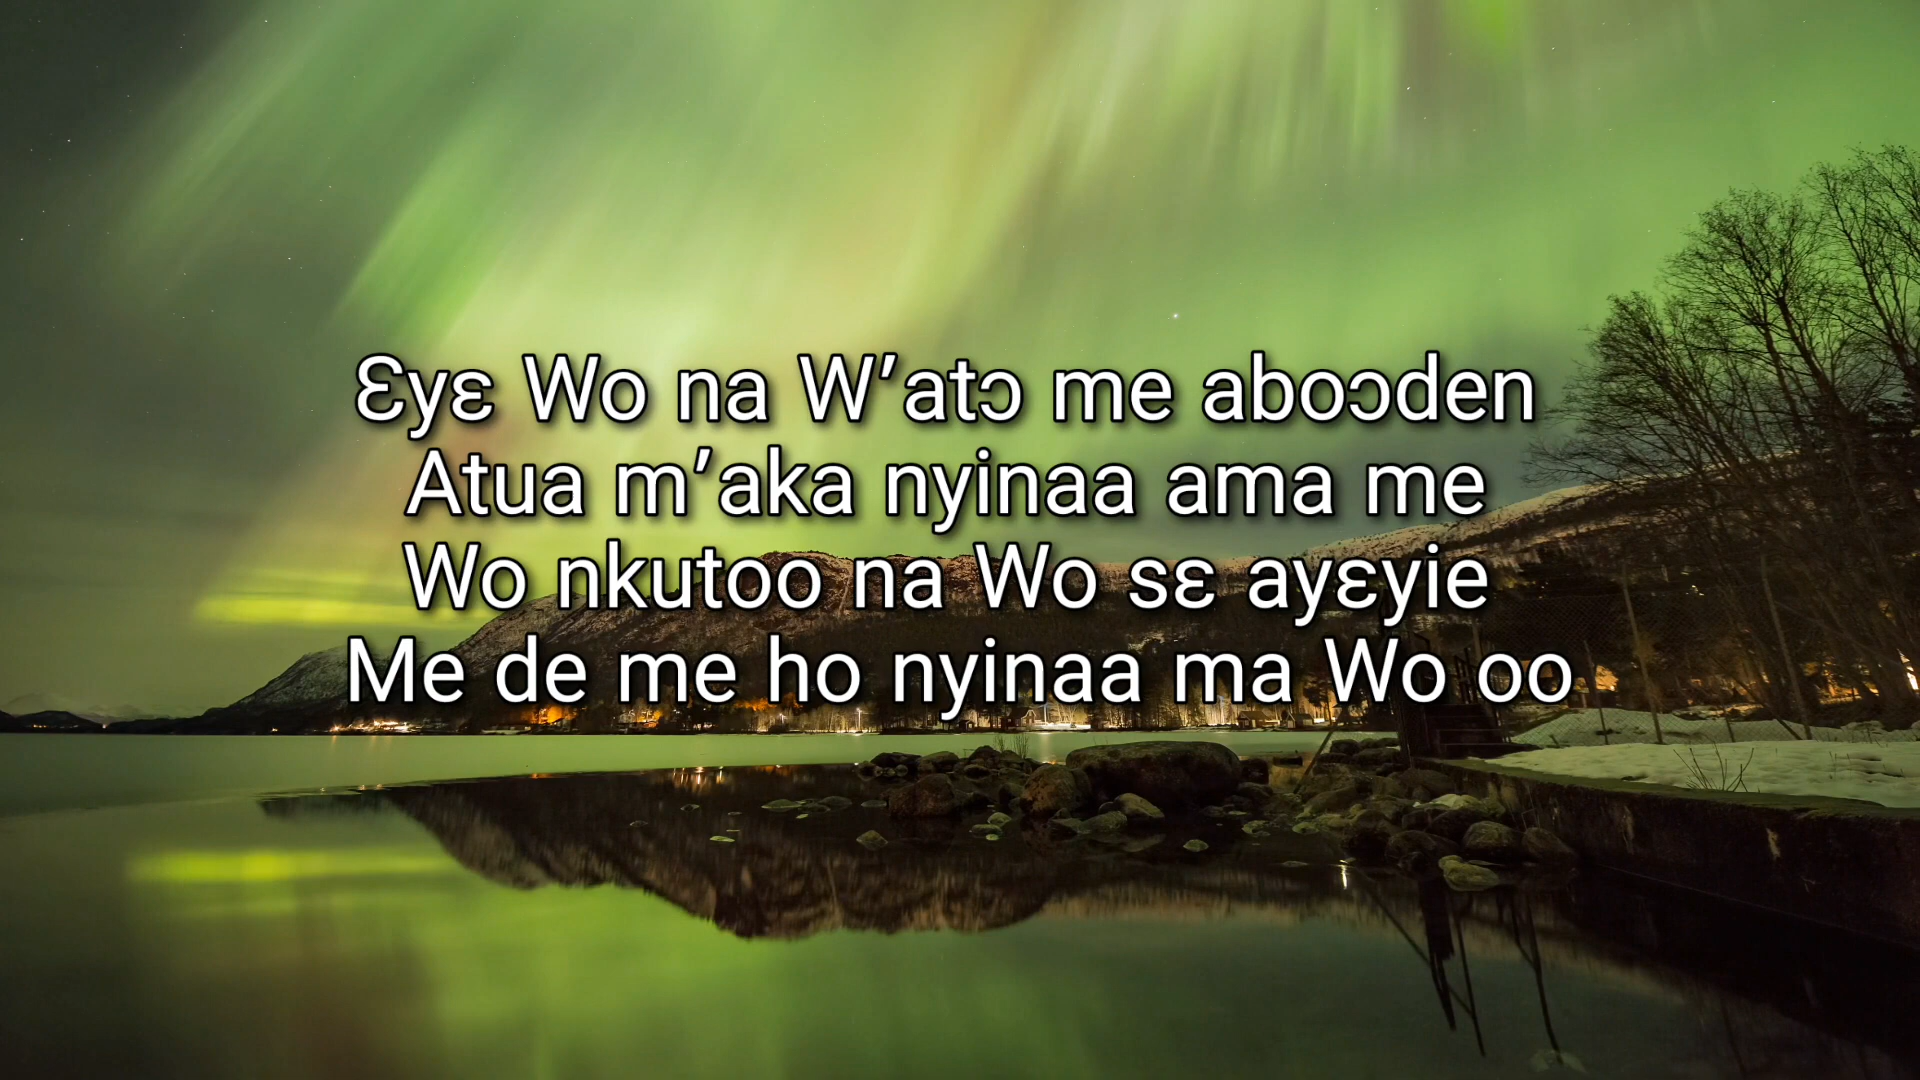 Ɛyɛ Wo na W’atɔ me aboɔden
Atua m’aka nyinaa ama me
Wo nkutoo na Wo sɛ ayɛyie
Me de me ho nyinaa ma Wo oo